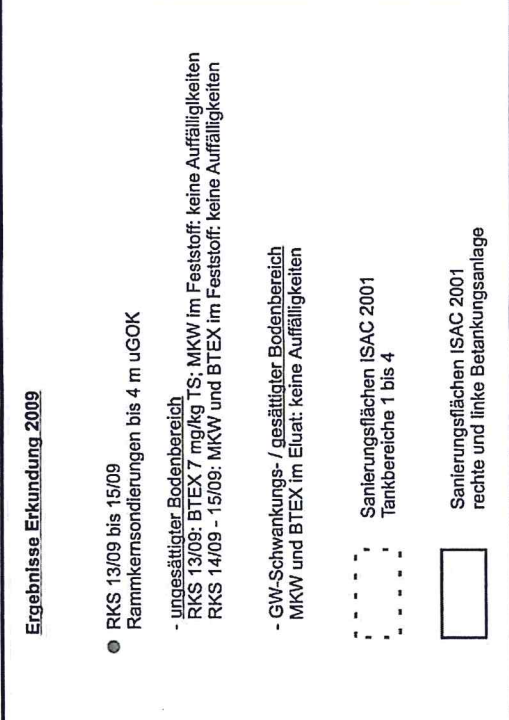 Ergebnisse Erkundung 2009
RKS 13/09 bis 15/09
Rammkernsondierungen bis 4 m uGOK
- ungesättigter Bodenbereich
RKS 13/09: BTEX 7 mg/kg TS; MKW im Feststoff: keine Auffälligkeiten
RKS 14/09 - 15/09: MKW und BTEX im Feststoff: keine Auffälligkeiten
- GW-Schwankungs- / gesättigter Bodenbereich
MKW und BTEX im Eluat: keine Auffälligkeiten
Sanierungsflächen ISAC 2001
Tankbereiche 1 bis 4
Sanierungsflächen ISAC 2001
rechte und linke Betankungsanlage